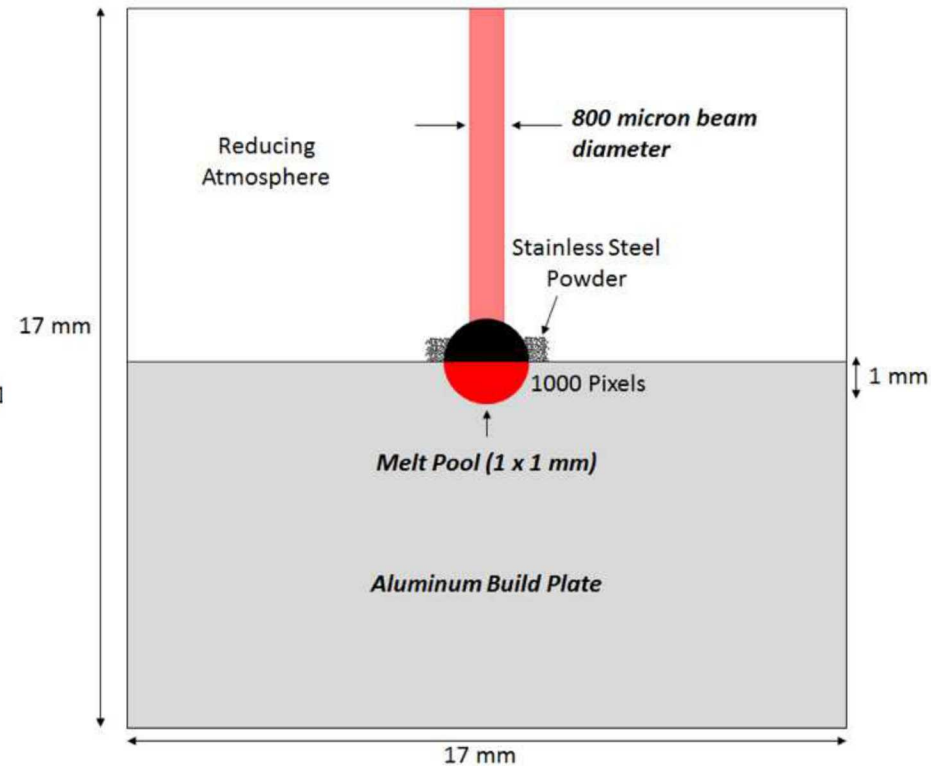 800 micron beam
diameter
Reducing
Atmosphere
Stainless Steel
Powder
17 mm
1000 Pixels
1 mm
Melt Pool (1 x 1 mm)
Aluminum Build Plate
17 mm